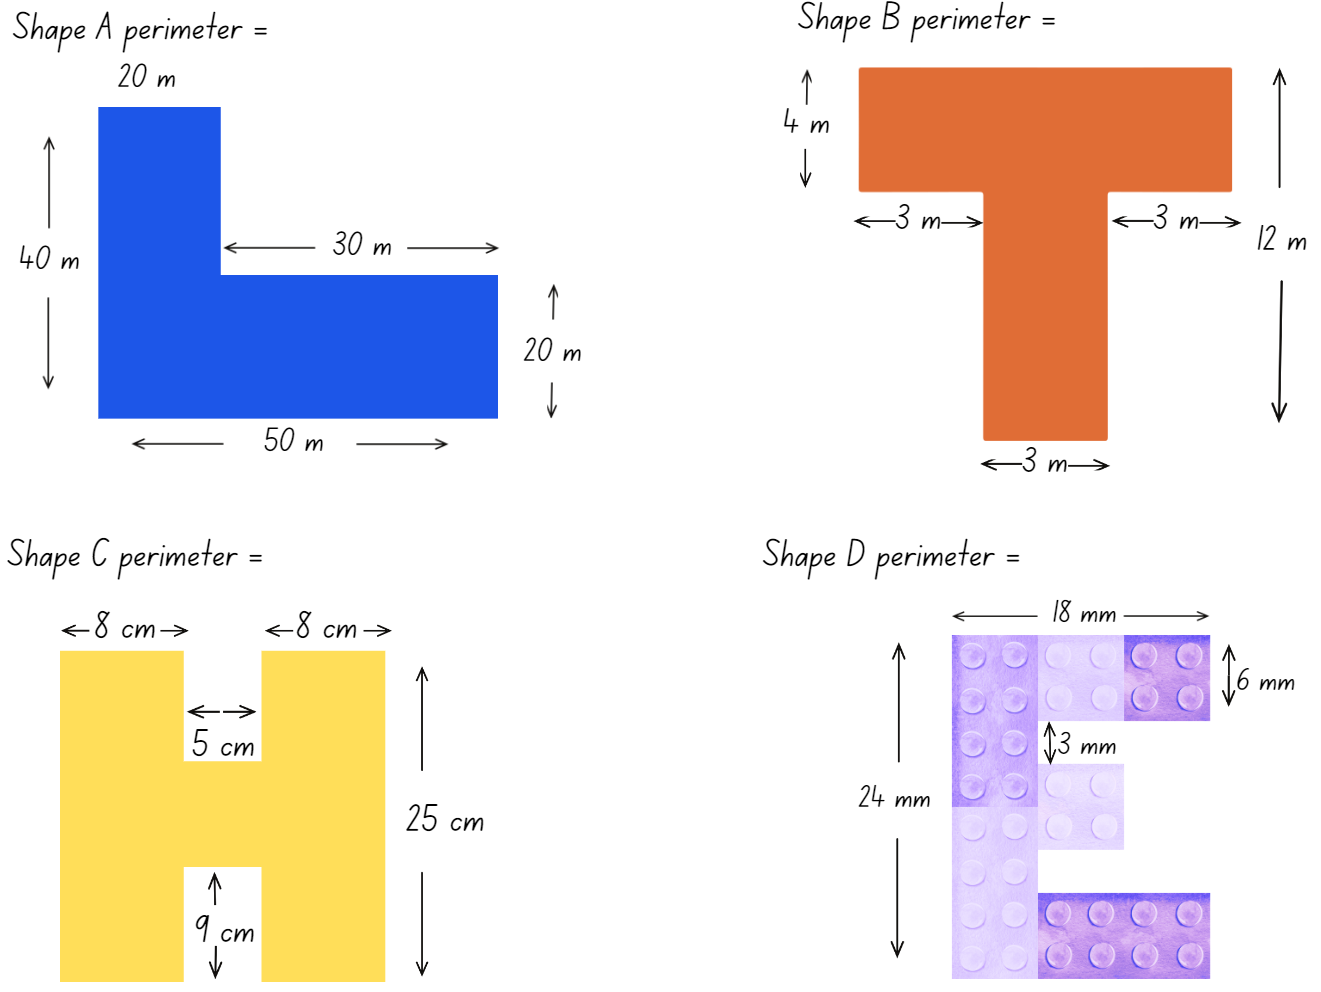 Shape A perimeter =
20 m
40 m
30 m
20 m
50 m
Shape B perimeter =
4 m
3 m
3 m
12 m
3 m
Shape C perimeter =
8 cm
8 cm
5 cm
25 cm
9 cm
Shape D perimeter =
18 mm
6 mm
3 mm
24 mm